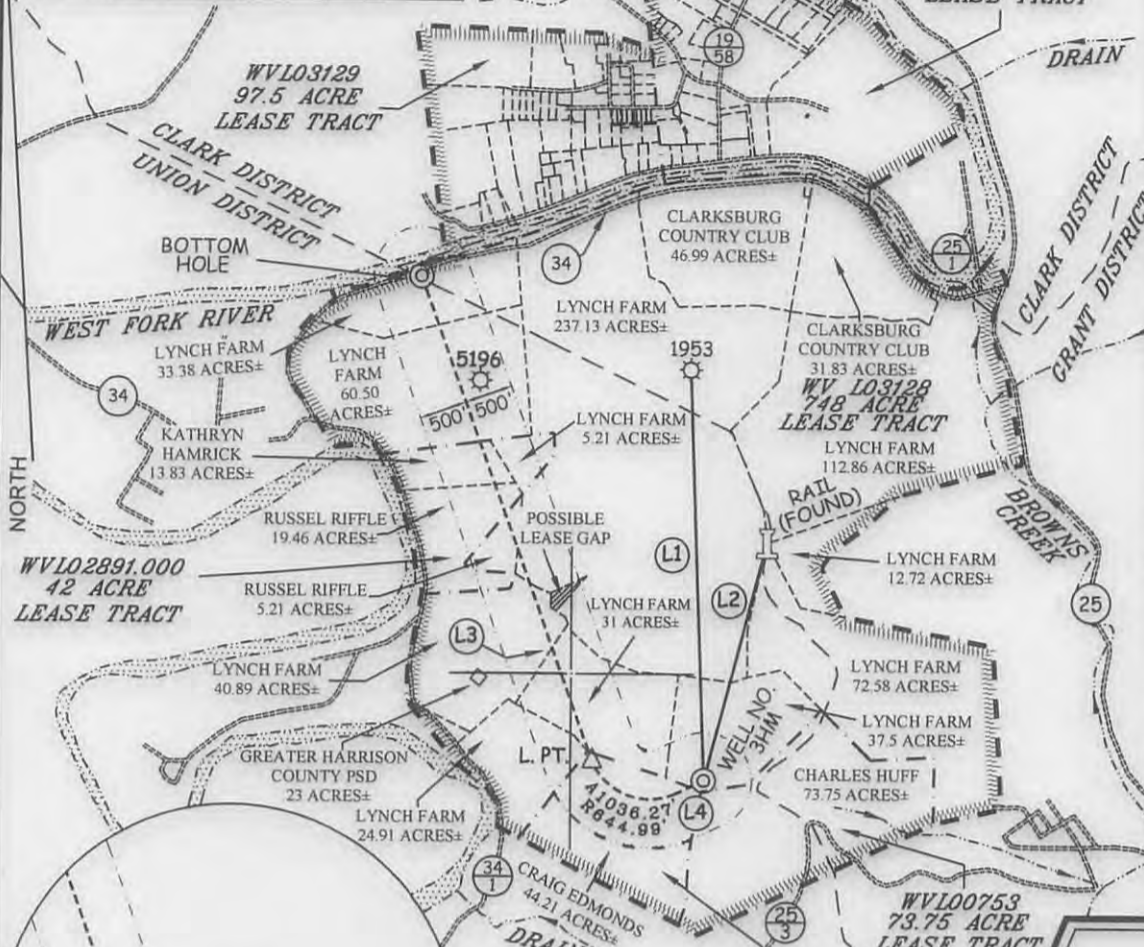 LEASE TRACT
19
58
DRAIN
WVL03129
97.5 ACRE
LEASE TRACT
CLARK DISTRICT
UNION DISTRICT
CLARK DISTRICT
GRANT DISTRICT
BOTTOM
HOLE
34
CLARKSBURG
COUNTRY CLUB
46.99 ACRES±
25
1
WEST FORK RIVER
LYNCH FARM
237.13 ACRES±
LYNCH FARM
33.38 ACRES±
LYNCH
FARM
60.50
ACRES±
5196
500' 500'
1953
CLARKSBURG
COUNTRY CLUB
31.83 ACRES±
WV L03128
748 ACRE
LEASE TRACT
34
LYNCH FARM
5.21 ACRES±
KATHRYN
HAMRICK
13.83 ACRES±
LYNCH FARM
112.86 ACRES±
NORTH
RAIL
(FOUND)
BROWNS
CREEK
RUSSEL RIFFLE
19.46 ACRES±
POSSIBLE
LEASE GAP
L1
WVL02891.000
42 ACRE
LEASE TRACT
LYNCH FARM
12.72 ACRES±
RUSSEL RIFFLE
5.21 ACRES±
L2
25
LYNCH FARM
31 ACRES±
L3
LYNCH FARM
40.89 ACRES±
LYNCH FARM
72.58 ACRES±
WELL NO.
3HM
LYNCH FARM
37.5 ACRES±
GREATER HARRISON
COUNTY PSD
23 ACRES±
L. PT.
41036.27
R644.99
L4
CHARLES HUFF
73.75 ACRES±
LYNCH FARM
24.91 ACRES±
34
1
CRAIG EDMONDS
44.21 ACRES±
25
3
WVL00753
73.75 ACRE
LEASE TRACT
DRAIN